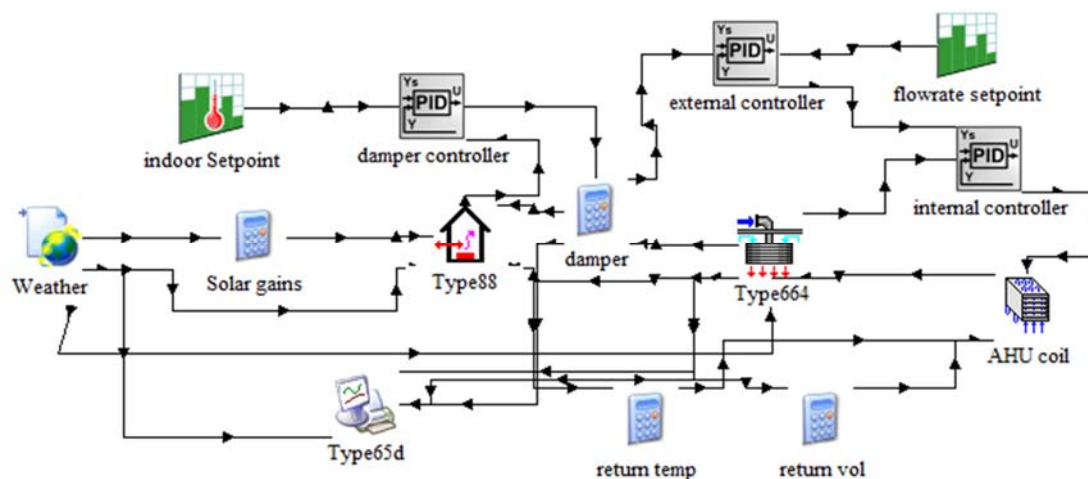 Ys
PID
U
Y
external controller
flowrate setpoint
indoor Setpoint
Ys
PID
U
Y
damper controller
Ys
PID
U
Y
internal controller
Weather
Solar gains
Type88
damper
Type664
AHU coil
Type65d
return temp
return vol